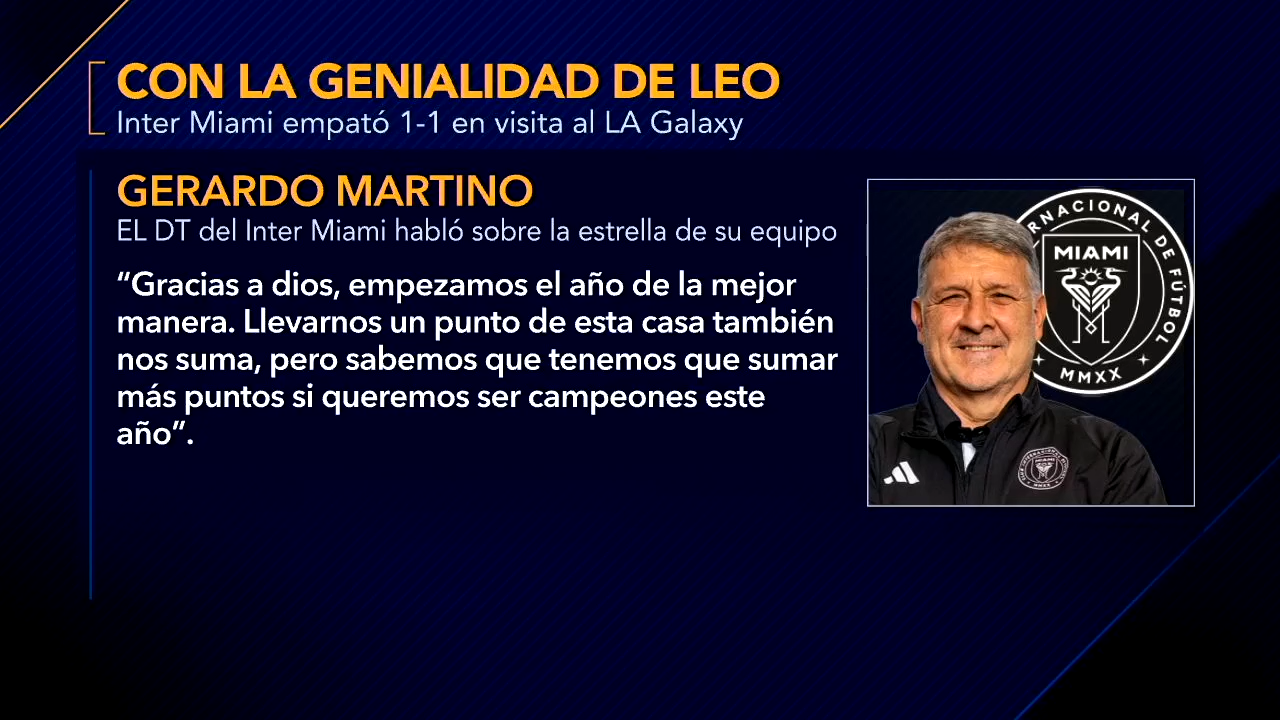 CON LA GENIALIDAD DE LEO
Inter Miami empató 1-1 en visita al LA Galaxy
GERARDO MARTINO
EL DT del Inter Miami habló sobre la estrella de su equipo
“Gracias a dios, empezamos el año de la mejor
manera. Llevarnos un punto de esta casa también
nos suma, pero sabemos que tenemos que sumar
más puntos si queremos ser campeones este
año”.
RNACIONAL DE FÚTBOL
MIAMI
MMXX
MIAMI